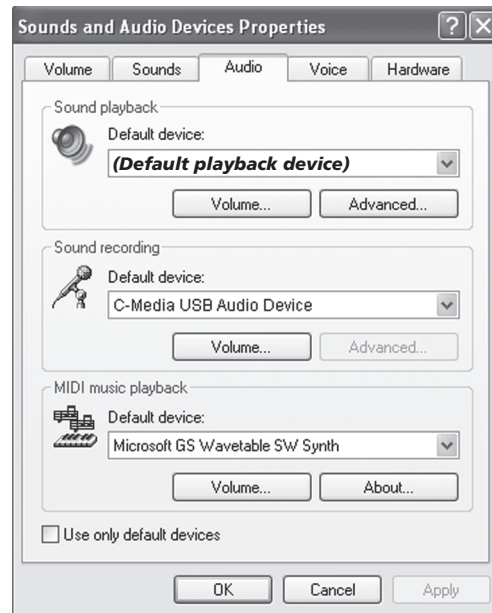 Sounds and Audio Devices Properties
Volume Sounds Audio Voice Hardware
Sound playback
Default device:
(Default playback device)
Volume... Advanced...
Sound recording
Default device:
C-Media USB Audio Device
Volume... Advanced...
MIDI music playback
Default device:
Microsoft GS Wavetable SW Synth
Volume... About...
Use only default devices
OK Cancel Apply